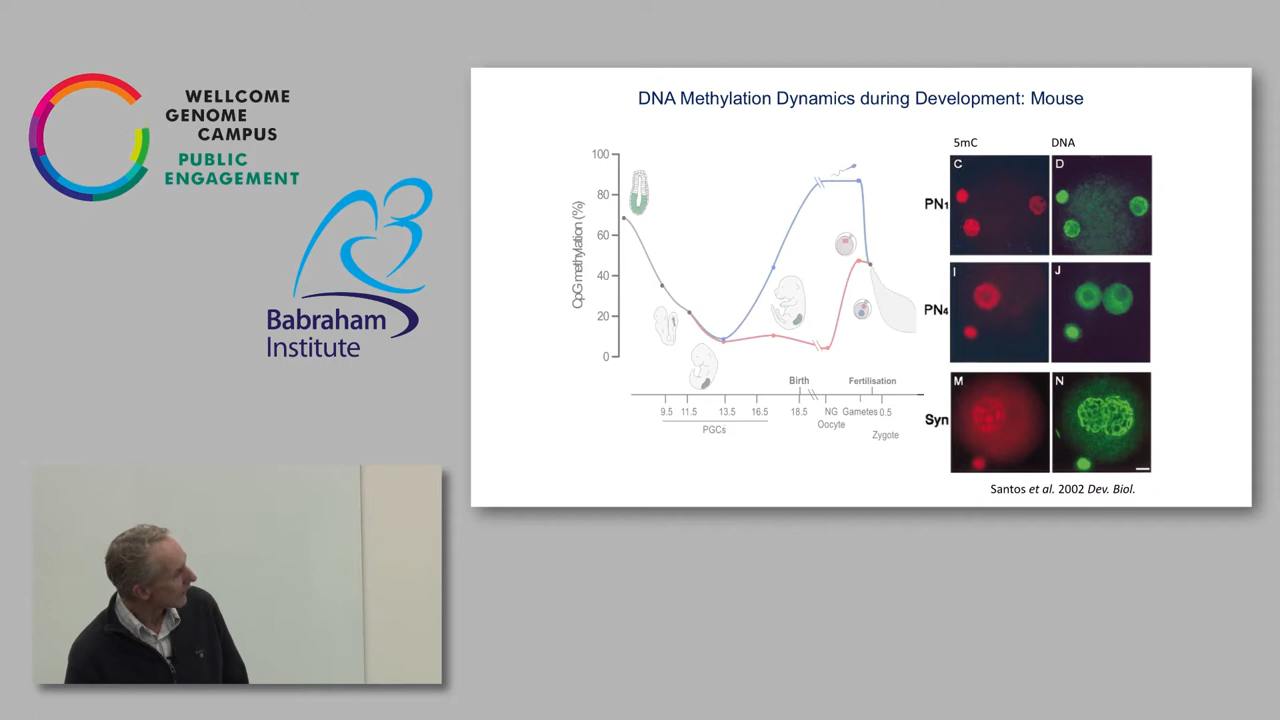 WELLCOME
GENOME
CAMPUS
PUBLIC
ENGAGEMENT
Babraham
Institute
DNA Methylation Dynamics during Development: Mouse
CpG methylation (%)
100
80
60
40
20
0
Birth
Fertilisation
9.5 11.5 13.5 16.5 18.5 NG Gametes 0.5
Oocyte
PGCs
Zygote
5mC DNA
PN1 C D
PN4 I J
Syn M N
Santos et al. 2002 Dev. Biol.